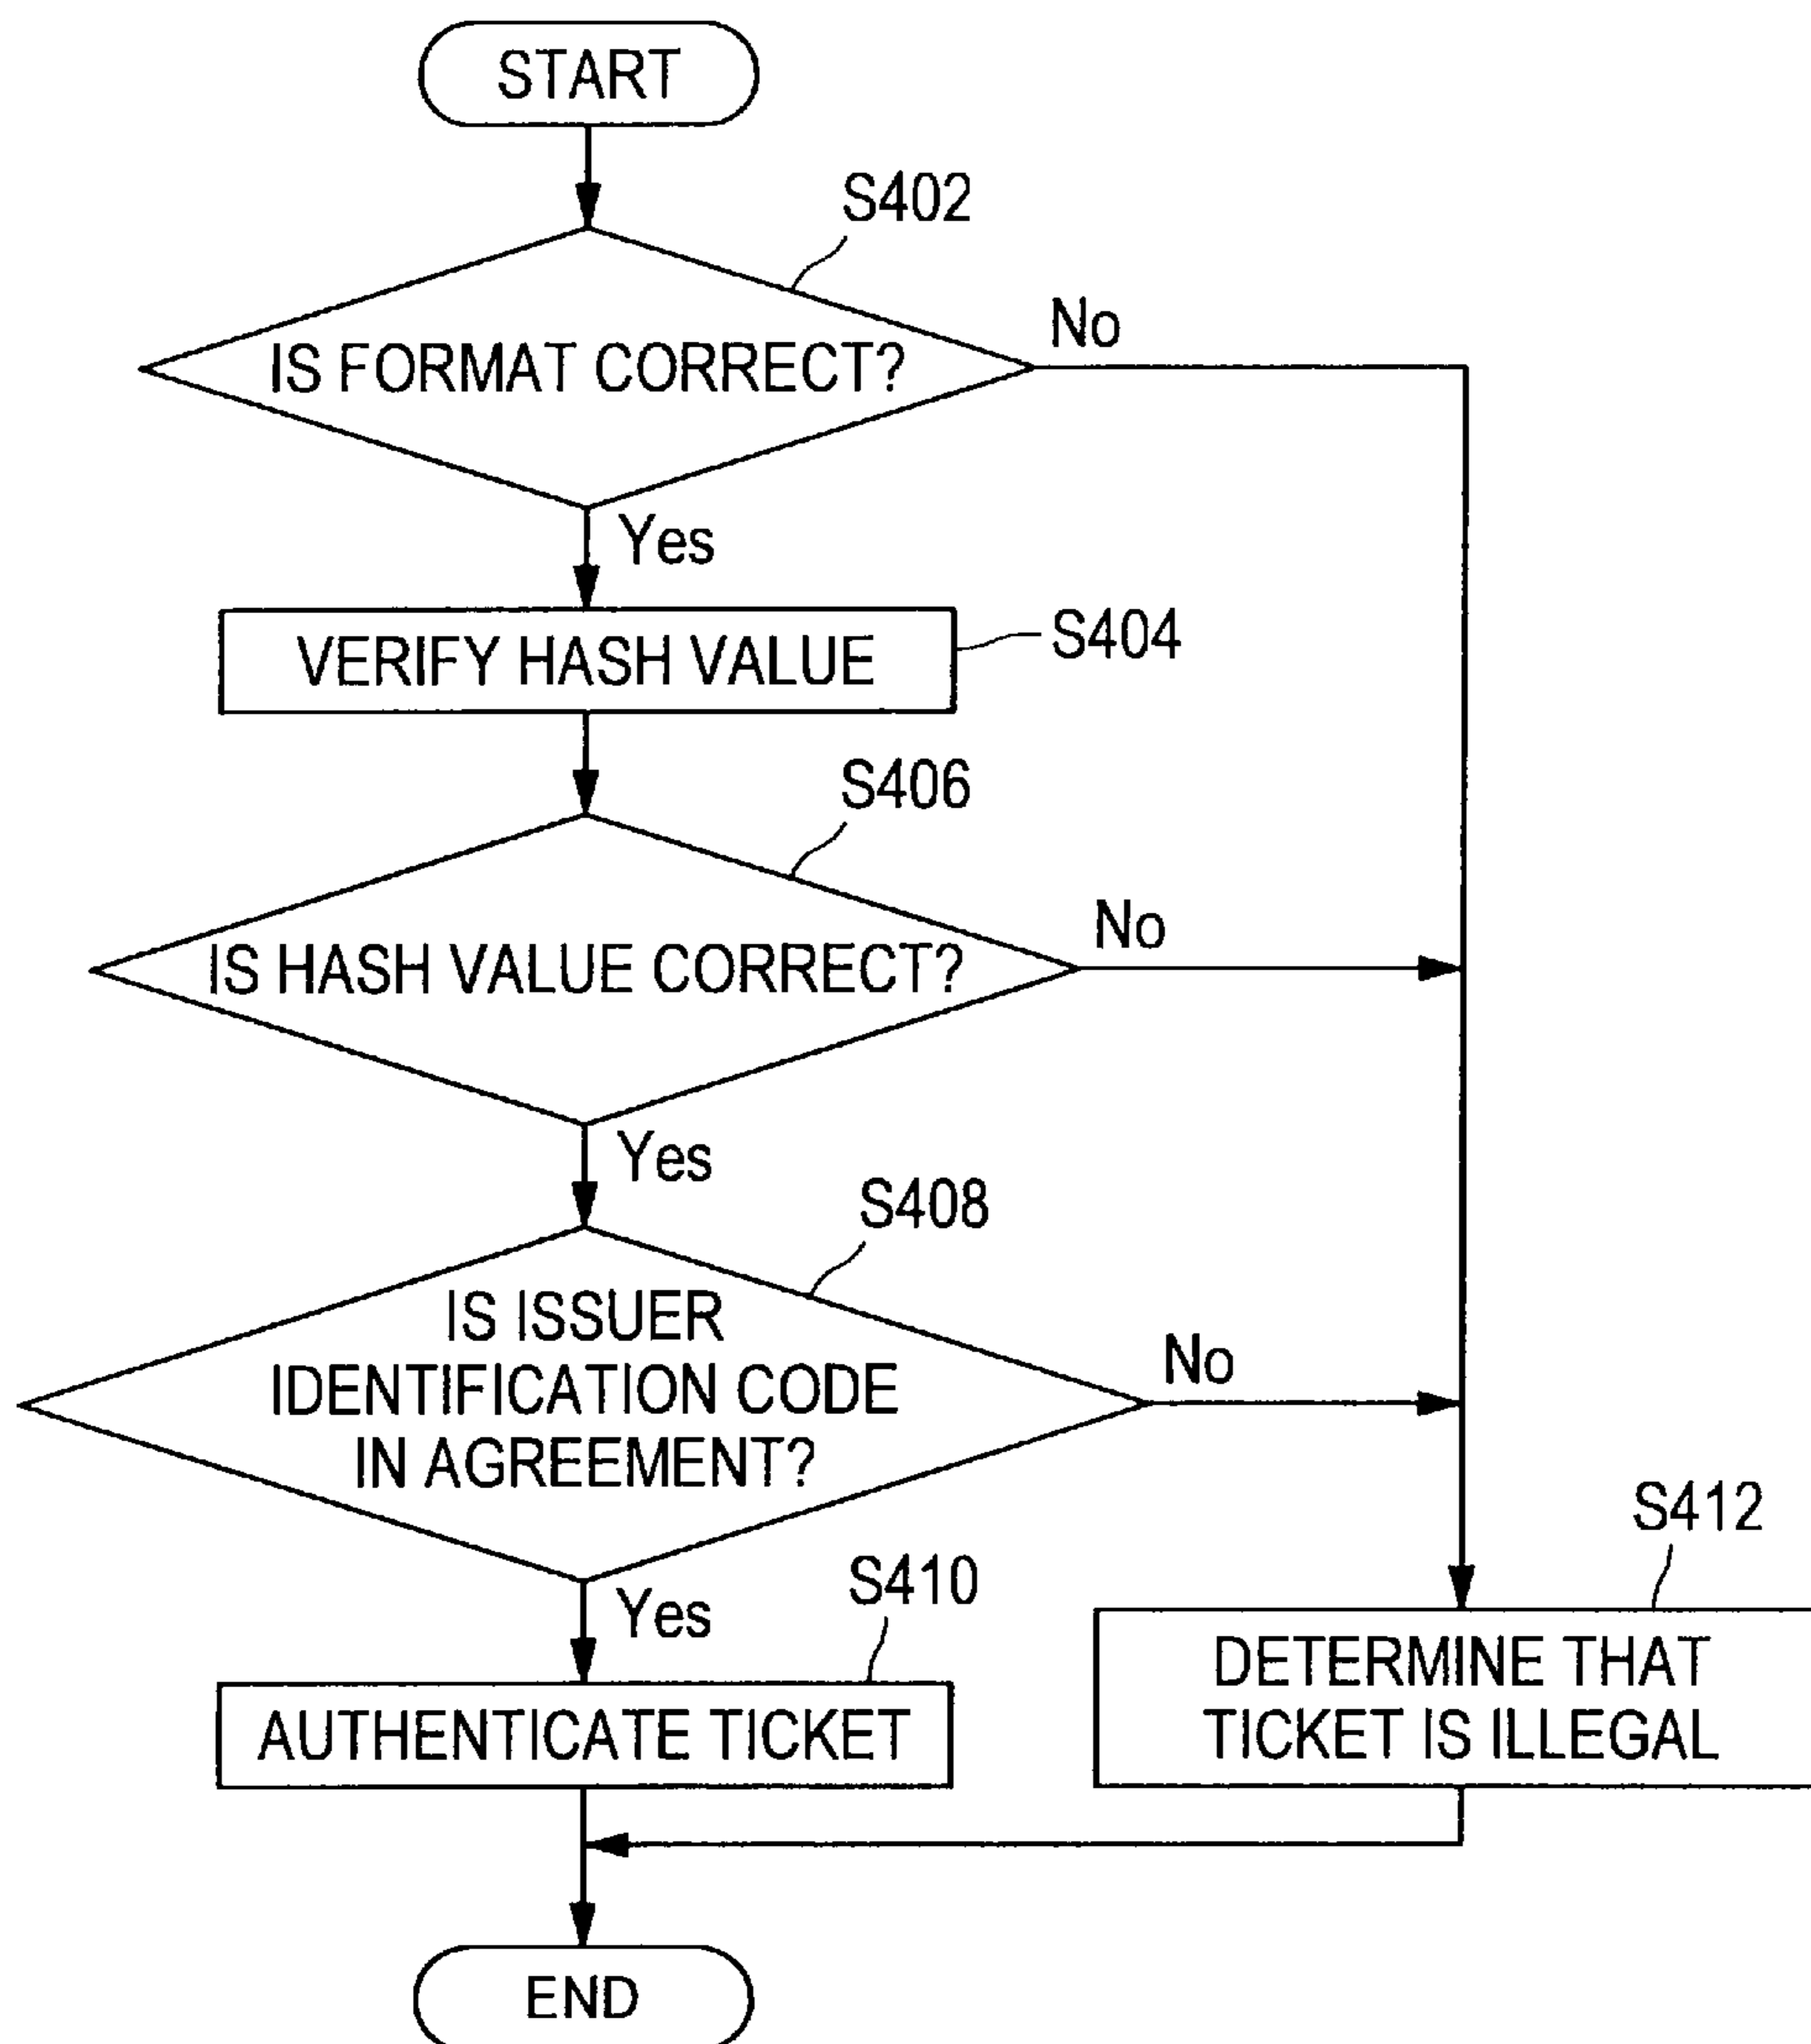 START
S402
IS FORMAT CORRECT?
No
Yes
VERIFY HASH VALUE
S404
S406
IS HASH VALUE CORRECT?
No
Yes
S408
IS ISSUER
IDENTIFICATION CODE
IN AGREEMENT?
No
Yes
S410
AUTHENTICATE TICKET
S412
DETERMINE THAT
TICKET IS ILLEGAL
END